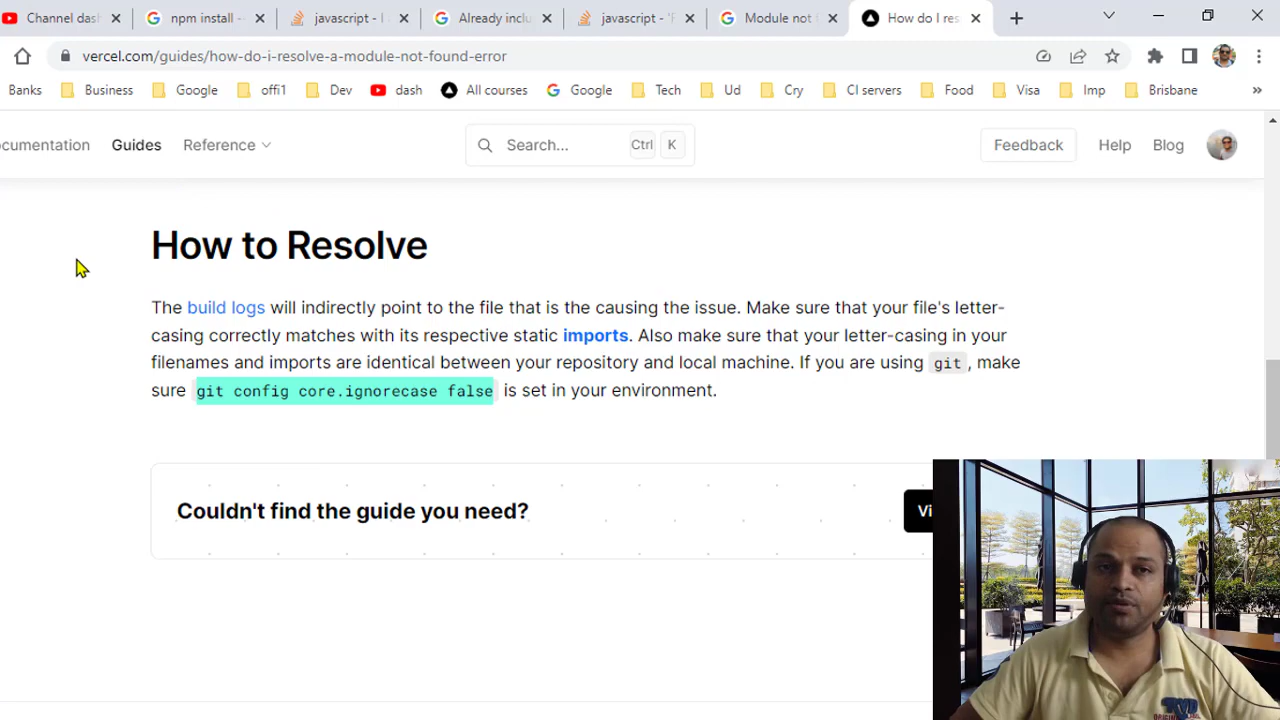 Channel das
npm install -
javascript - I
Already inclu
javascript - 'F
Module not f
How do I res
vercel.com/guides/how-do-i-resolve-a-module-not-found-error
Banks Business Google offi1 Dev dash All courses Google Tech Ud Cry CI servers Food Visa Imp Brisbane »
ocumentation Guides Reference Search... Ctrl K Feedback Help Blog
How to Resolve
The build logs will indirectly point to the file that is the causing the issue. Make sure that your file's letter-
casing correctly matches with its respective static imports. Also make sure that your letter-casing in your
filenames and imports are identical between your repository and local machine. If you are using git, make
sure git config core.ignorecase false is set in your environment.
Couldn't find the guide you need?
Vi